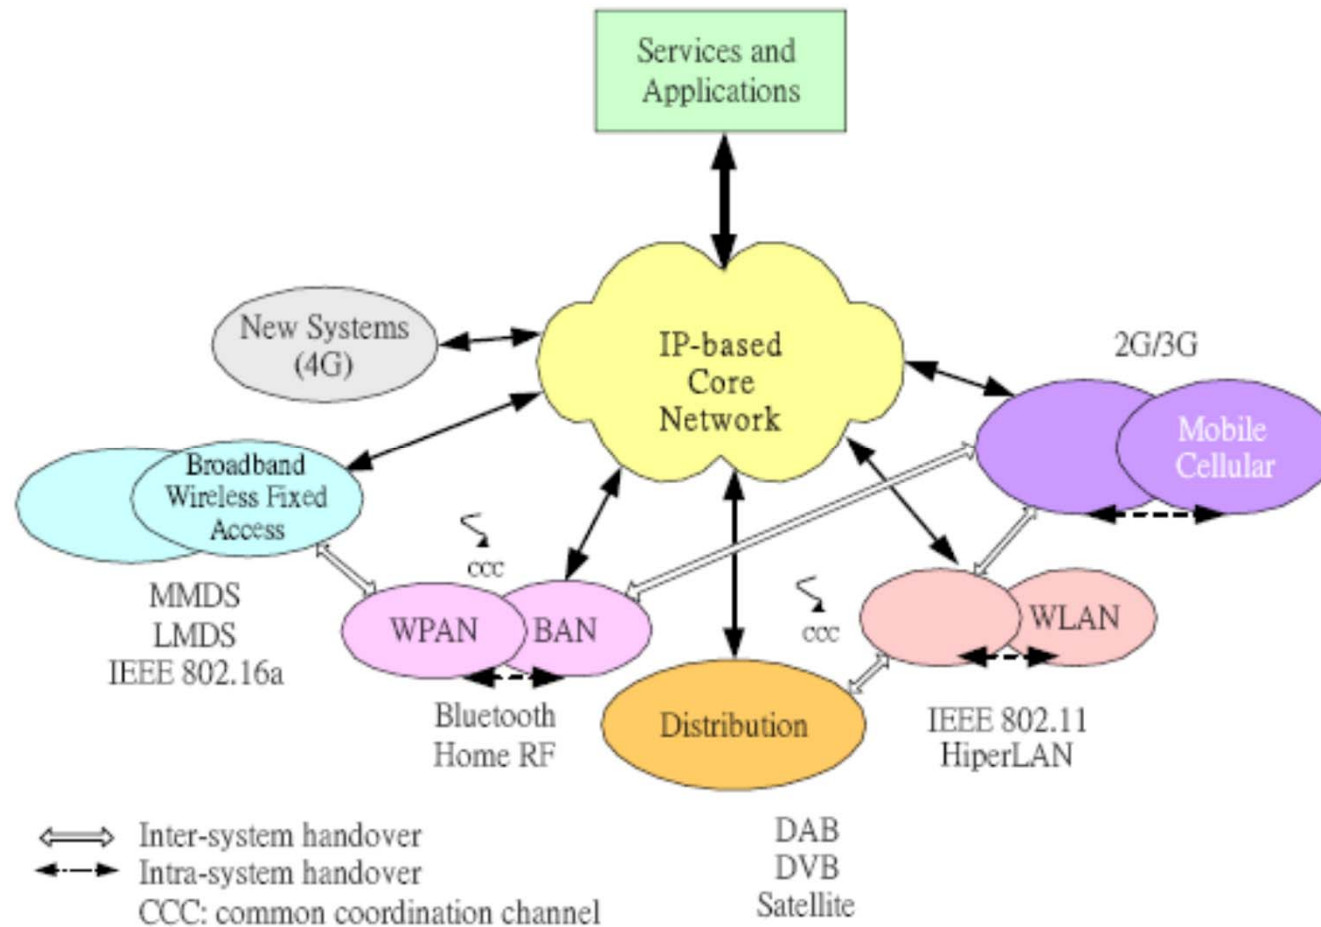 Services and
Applications
New Systems
(4G)
IP-based
Core
Network
2G/3G
Mobile
Cellular
Broadband
Wireless Fixed
Access
MMDS
LMDS
IEEE 802.16a
CCC
WPAN
BAN
Bluetooth
Home RF
CCC
WLAN
IEEE 802.11
HiperLAN
Distribution
DAB
DVB
Satellite
Inter-system handover
Intra-system handover
CCC: common coordination channel